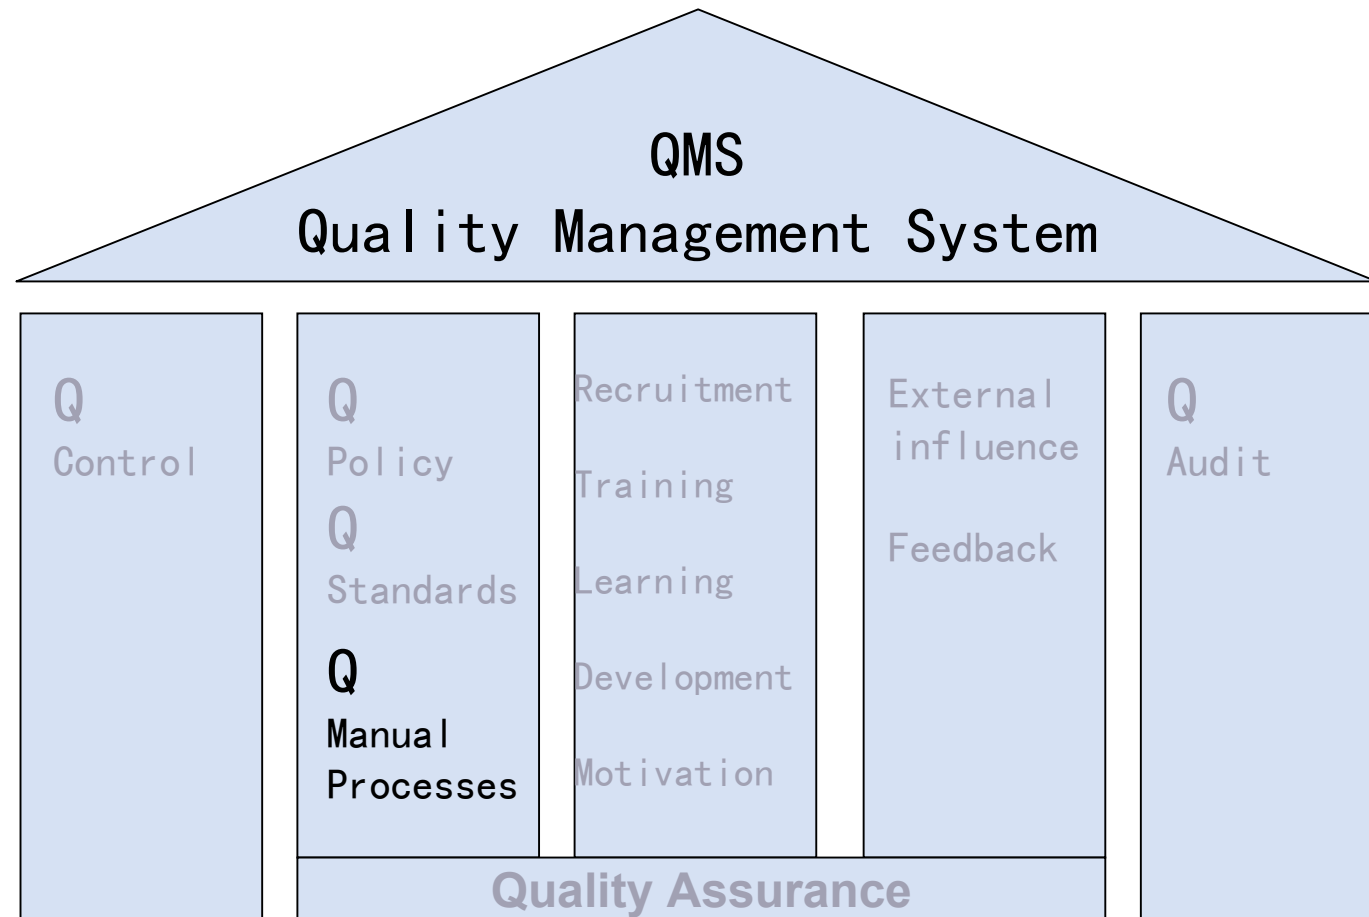 QMS
Quality Management System
Q
Control
Q
Policy
Q
Standards
Q
Manual
Processes
Recruitment
Training
Learning
Development
Motivation
External
influence
Feedback
Q
Audit
Quality Assurance